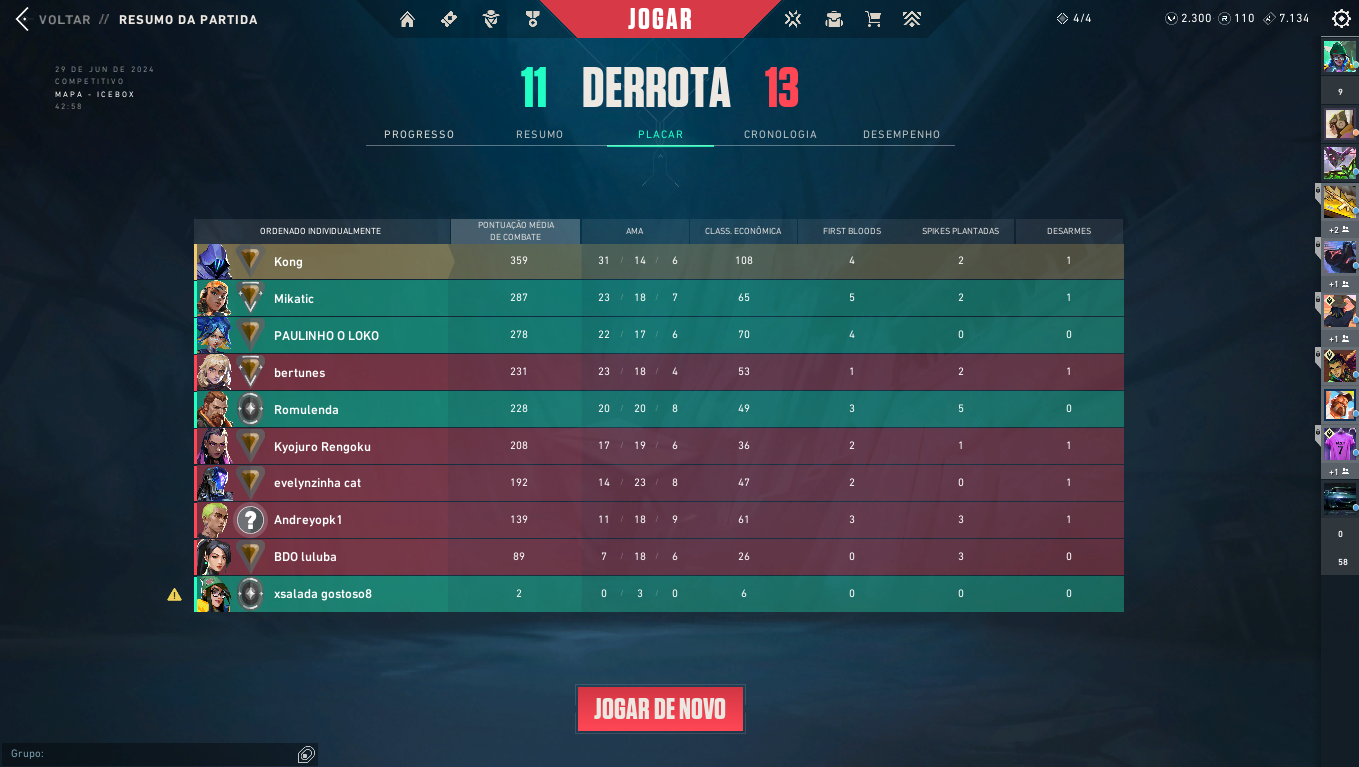 VOLTAR // RESUMO DA PARTIDA
JOGAR
4/4
2.300 110 7.134
29 DE JUN DE 2024
COMPETITIVO
MAPA - ICEBOX
42:58
11 DERROTA 13
PROGRESSO RESUMO PLACAR CRONOLOGIA DESEMPENHO
ORDENADO INDIVIDUALMENTE PONTUAÇÃO MÉDIA DE COMBATE AMA CLASS. ECONÔMICA FIRST BLOODS SPIKES PLANTADAS DESARMES
Kong 359 31 / 14 / 6 108 4 2 1
Mikatic 287 23 / 18 / 7 65 5 2 1
PAULINHO O LOKO 278 22 / 17 / 6 70 4 0 0
bertunes 231 23 / 18 / 4 53 1 2 1
Romulenda 228 20 / 20 / 8 49 3 5 0
Kyojuro Rengoku 208 17 / 19 / 6 36 2 1 1
evelynzinha cat 192 14 / 23 / 8 47 2 0 1
? Andreyopk1 139 11 / 18 / 9 61 3 3 1
BDO luluba 89 7 / 18 / 6 26 0 3 0
xsalada gostoso8 2 0 / 3 / 0 6 0 0 0
JOGAR DE NOVO
Grupo:
9
+2
+1
+1
7
+1
0
58